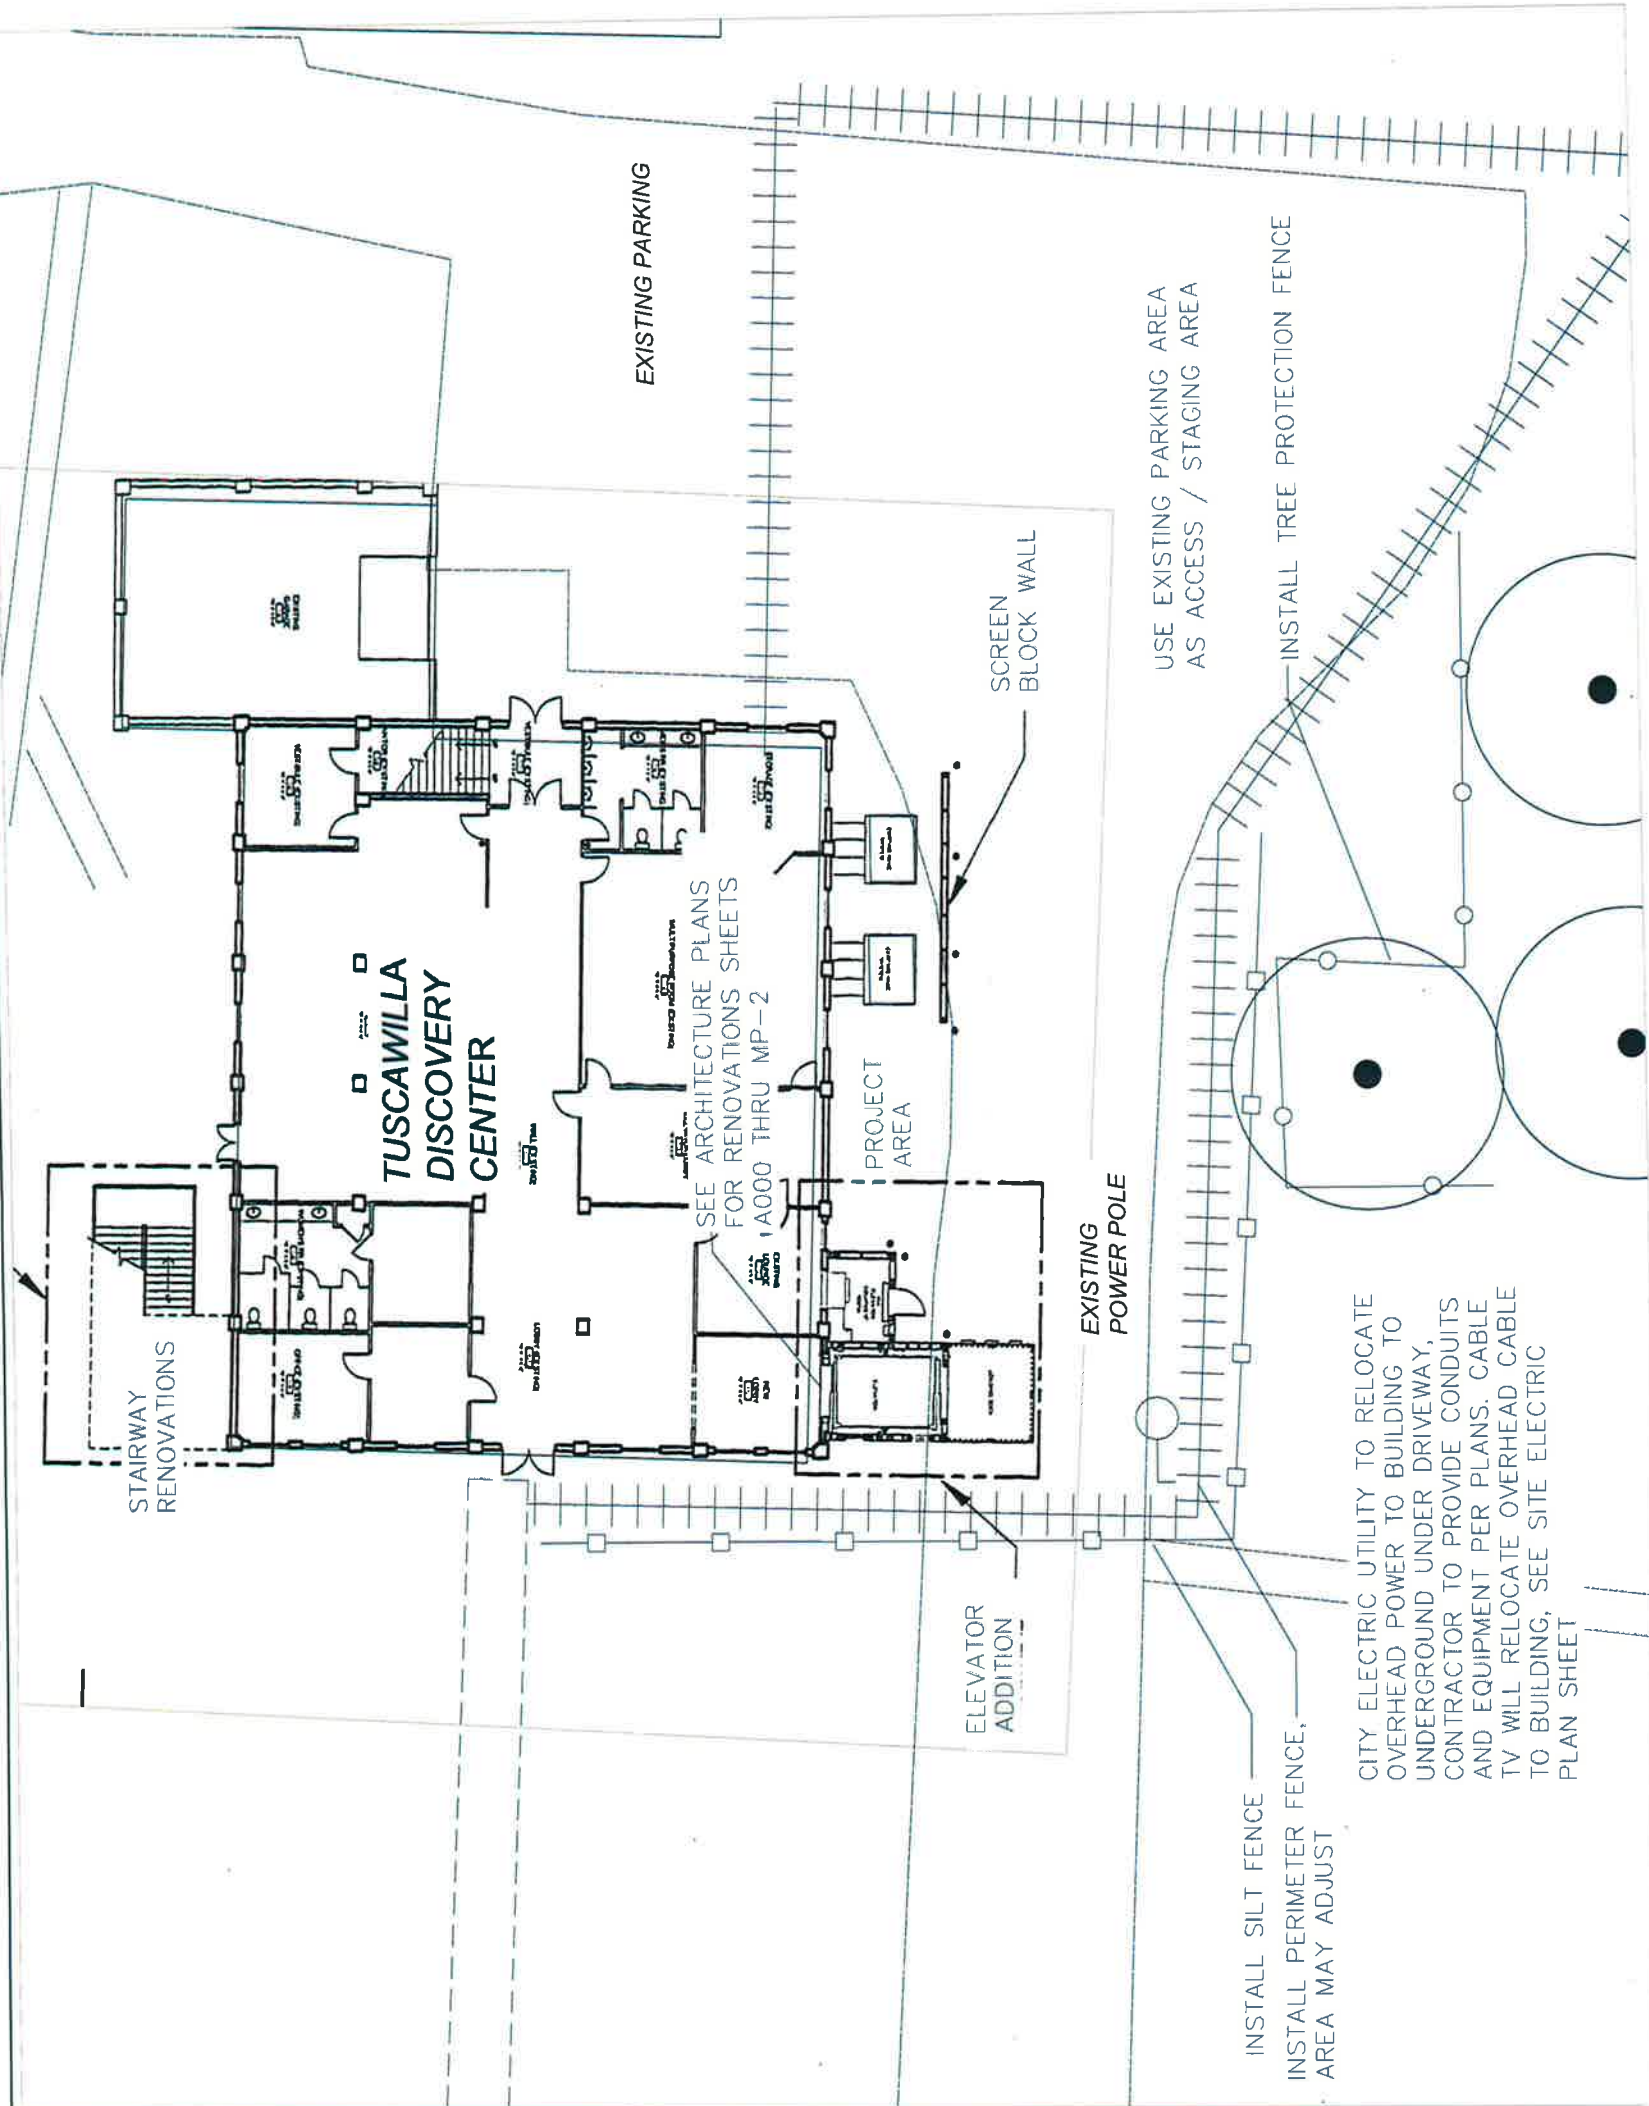 STAIRWAY
RENOVATIONS
TUSCAWILLA
DISCOVERY
CENTER
EXISTING PARKING
SEE ARCHITECTURE PLANS
FOR RENOVATIONS SHEETS
A000 THRU MP-2
PROJECT
AREA
SCREEN
BLOCK WALL
ELEVATOR
ADDITION
EXISTING
POWER POLE
USE EXISTING PARKING AREA
AS ACCESS / STAGING AREA
INSTALL TREE PROTECTION FENCE
INSTALL SILT FENCE
INSTALL PERIMETER FENCE,
AREA MAY ADJUST
CITY ELECTRIC UTILITY TO RELOCATE
OVERHEAD POWER TO BUILDING TO
UNDERGROUND UNDER DRIVEWAY,
CONTRACTOR TO PROVIDE CONDUITS
AND EQUIPMENT PER PLANS. CABLE
TV WILL RELOCATE OVERHEAD CABLE
TO BUILDING, SEE SITE ELECTRIC
PLAN SHEET